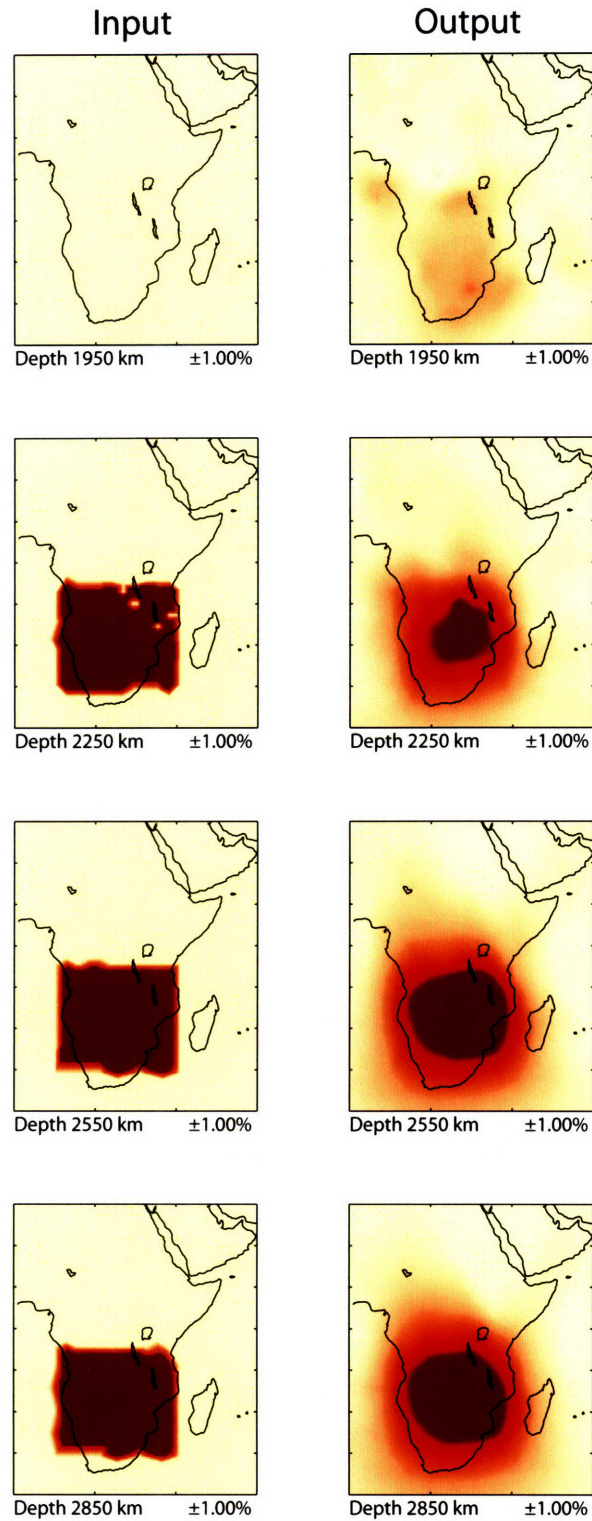 Input Output
Depth 1950 km ±1.00% Depth 1950 km ±1.00%
Depth 2250 km ±1.00% Depth 2250 km ±1.00%
Depth 2550 km ±1.00% Depth 2550 km ±1.00%
Depth 2850 km ±1.00% Depth 2850 km ±1.00%